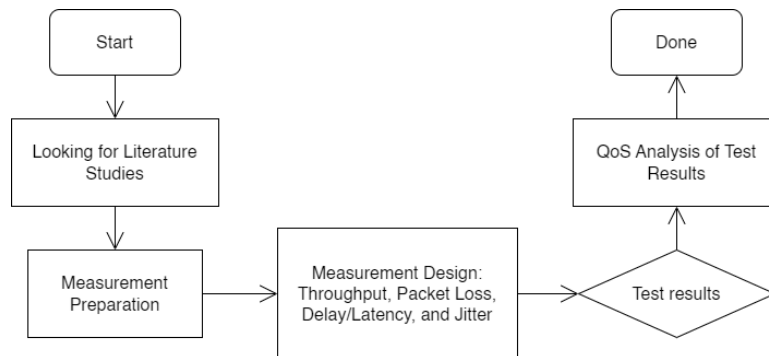 Start
Looking for Literature
Studies
Measurement
Preparation
Measurement Design:
Throughput, Packet Loss,
Delay/Latency, and Jitter
Test results
QoS Analysis of Test
Results
Done